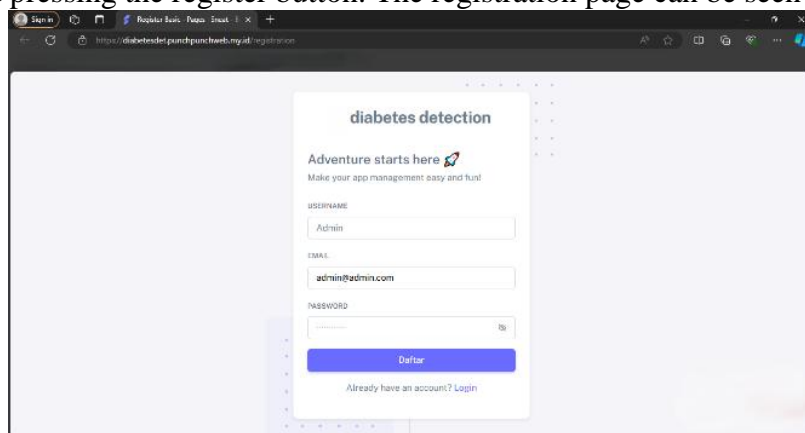 pressing the register button. The registration page can be seen
Sign in
Register Basic - Pages
https://diabetesdet.punchpunchweb.my.id/registration
diabetes detection
Adventure starts here 🚀
Make your app management easy and fun!
USERNAME
Admin
EMAIL
admin@admin.com
PASSWORD
Daftar
Already have an account? Login